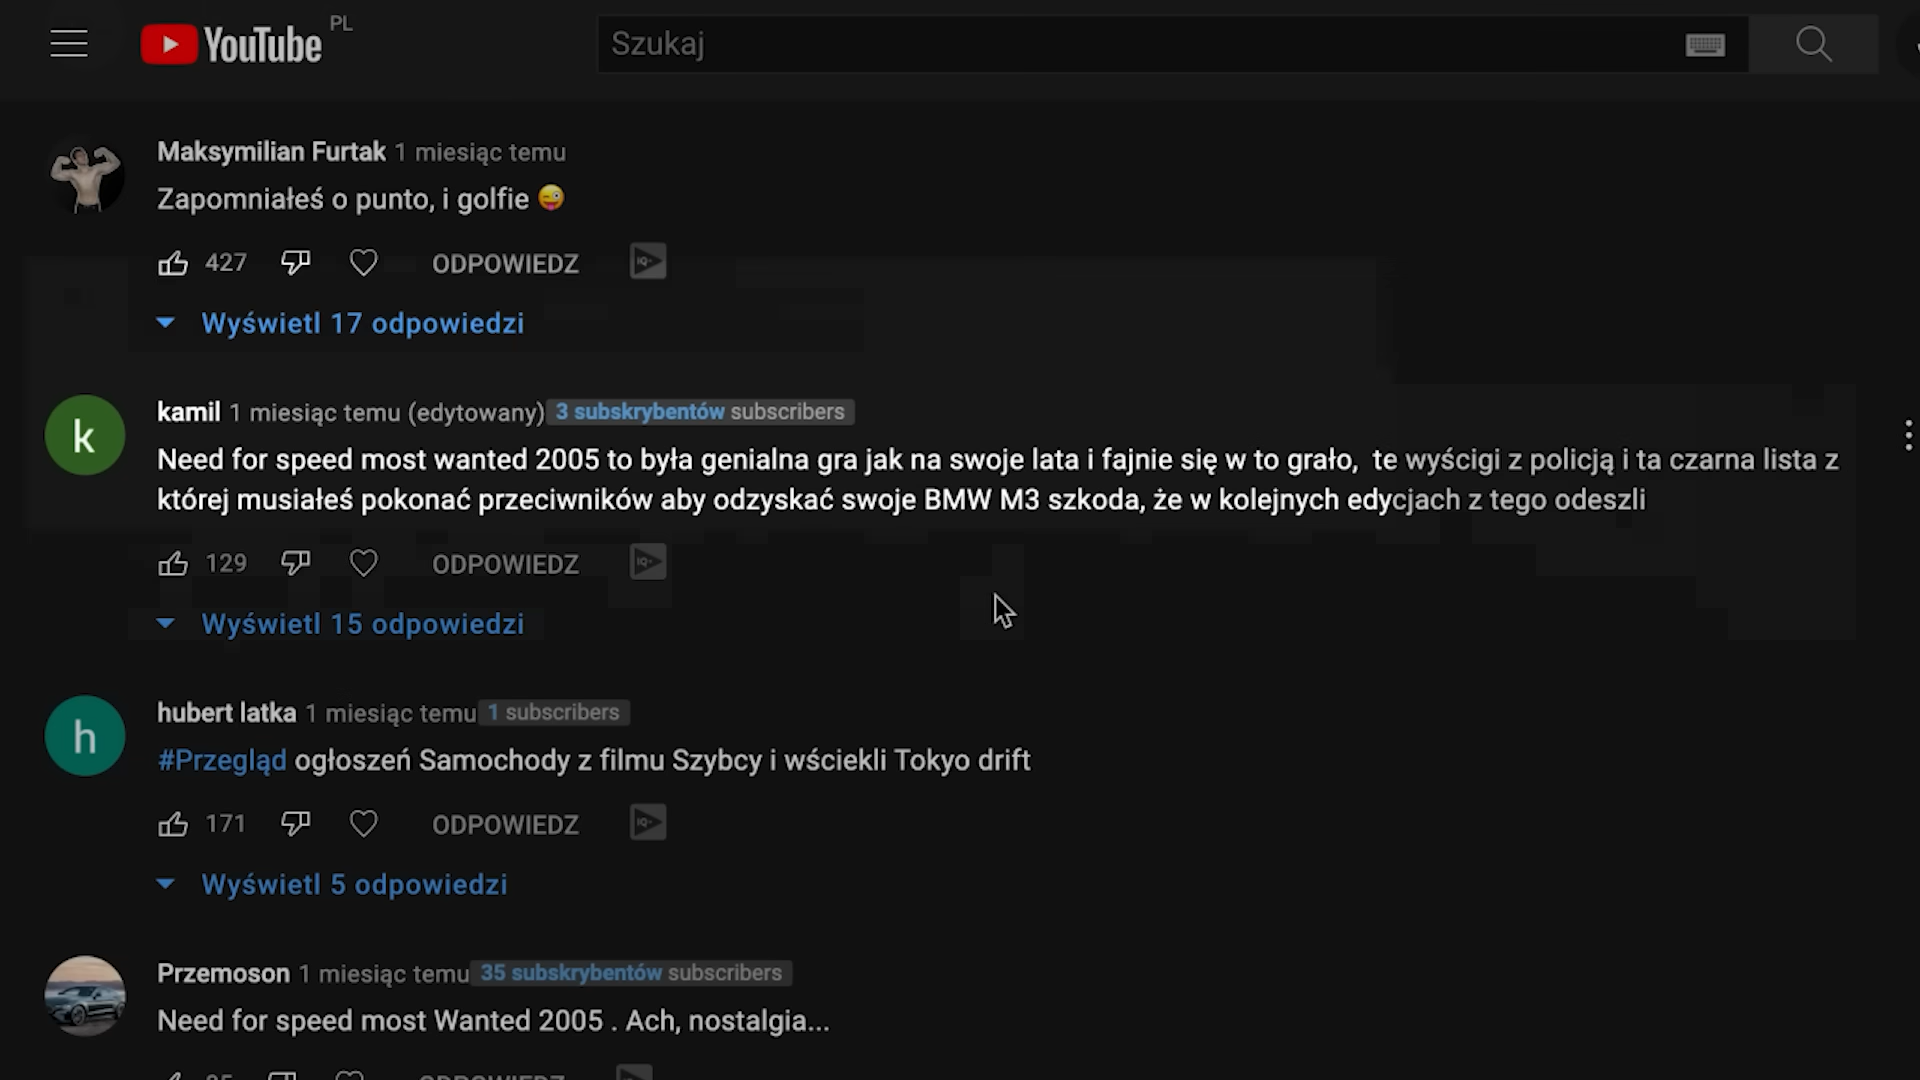 YouTube PL
Szukaj
Maksymilian Furtak 1 miesiąc temu
Zapomniałeś o punto, i golfie 😜
427 ODPOWIEDZ
Wyświetl 17 odpowiedzi
k
kamil 1 miesiąc temu (edytowany) 3 subskrybentów subscribers
Need for speed most wanted 2005 to była genialna gra jak na swoje lata i fajnie się w to grało, te wyścigi z policją i ta czarna lista z
której musiałeś pokonać przeciwników aby odzyskać swoje BMW M3 szkoda, że w kolejnych edycjach z tego odeszli
129 ODPOWIEDZ
Wyświetl 15 odpowiedzi
h
hubert latka 1 miesiąc temu 1 subscribers
#Przegląd ogłoszeń Samochody z filmu Szybcy i wściekli Tokyo drift
171 ODPOWIEDZ
Wyświetl 5 odpowiedzi
Przemoson 1 miesiąc temu 35 subskrybentów subscribers
Need for speed most Wanted 2005 . Ach, nostalgia...
ODPOWIEDZ